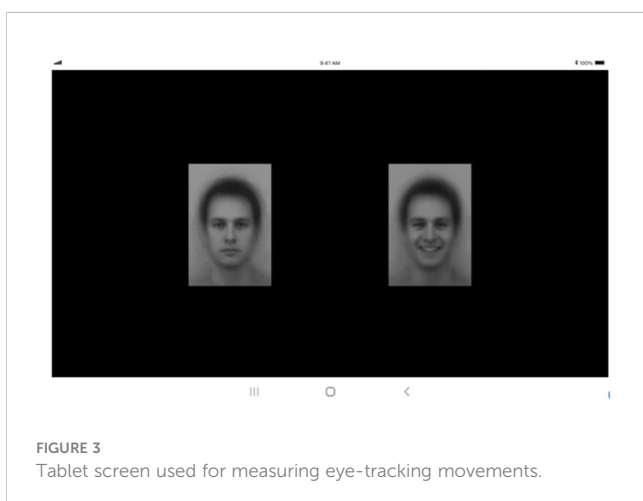 9:41 AM
100%
FIGURE 3
Tablet screen used for measuring eye-tracking movements.